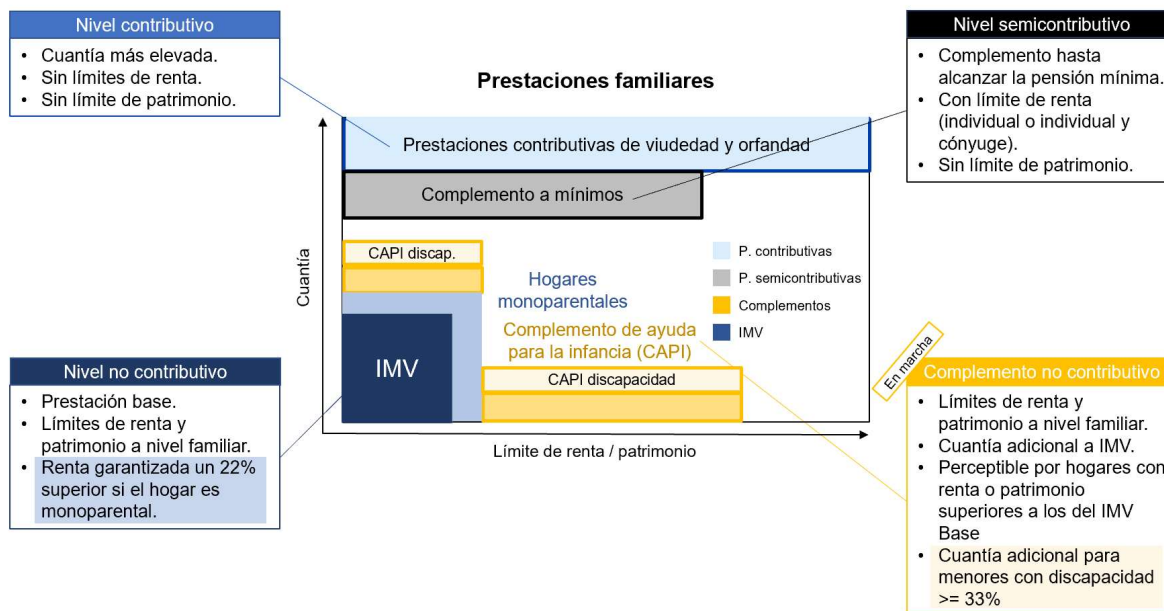 Nivel contributivo
• Cuantía más elevada.
• Sin límites de renta.
• Sin límite de patrimonio.
Nivel semicontributivo
• Complemento hasta
alcanzar la pensión mínima.
• Con límite de renta
(individual o individual y
cónyuge).
• Sin límite de patrimonio.
Prestaciones familiares
Cuantía
Prestaciones contributivas de viudedad y orfandad
Complemento a mínimos
CAPI discap.
Hogares
monoparentales
Complemento de ayuda
para la infancia (CAPI)
IMV
CAPI discapacidad
P. contributivas
P. semicontributivas
Complementos
IMV
Límite de renta / patrimonio
Nivel no contributivo
• Prestación base.
• Límites de renta y
patrimonio a nivel familiar.
• Renta garantizada un 22%
superior si el hogar es
monoparental.
En marcha
Complemento no contributivo
• Límites de renta y
patrimonio a nivel familiar.
• Cuantía adicional a IMV.
• Perceptible por hogares con
renta o patrimonio
superiores a los del IMV
Base
• Cuantía adicional para
menores con discapacidad
>= 33%